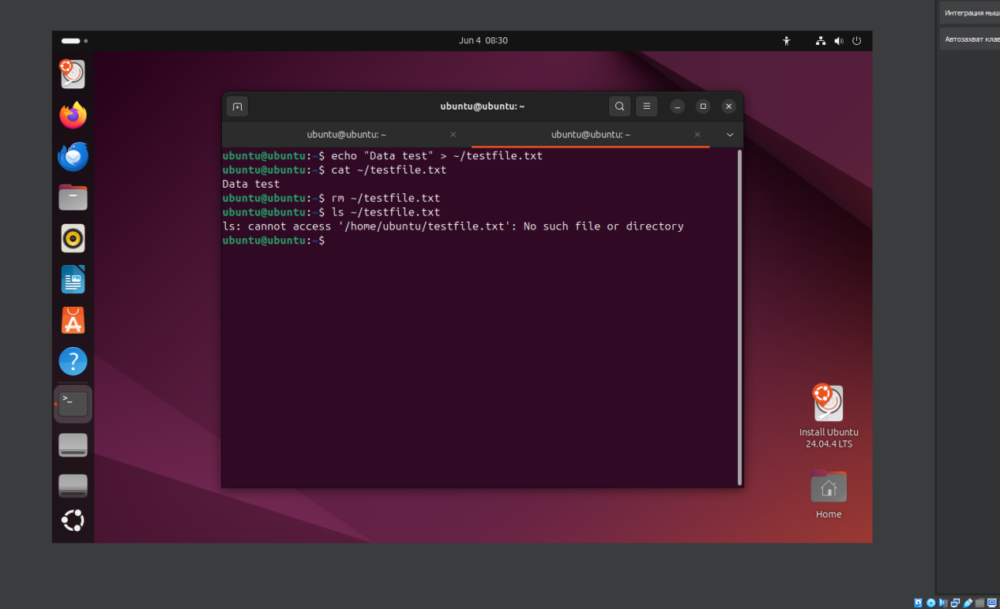 Интеграция мыш
Автозахват клав
Jun 4 08:30
ubuntu@ubuntu: ~
ubuntu@ubuntu: ~
ubuntu@ubuntu: ~
ubuntu@ubuntu:~$ echo "Data test" > ~/testfile.txt
ubuntu@ubuntu:~$ cat ~/testfile.txt
Data test
ubuntu@ubuntu:~$ rm ~/testfile.txt
ubuntu@ubuntu:~$ ls ~/testfile.txt
ls: cannot access '/home/ubuntu/testfile.txt': No such file or directory
ubuntu@ubuntu:~$
Install Ubuntu
24.04.4 LTS
Home